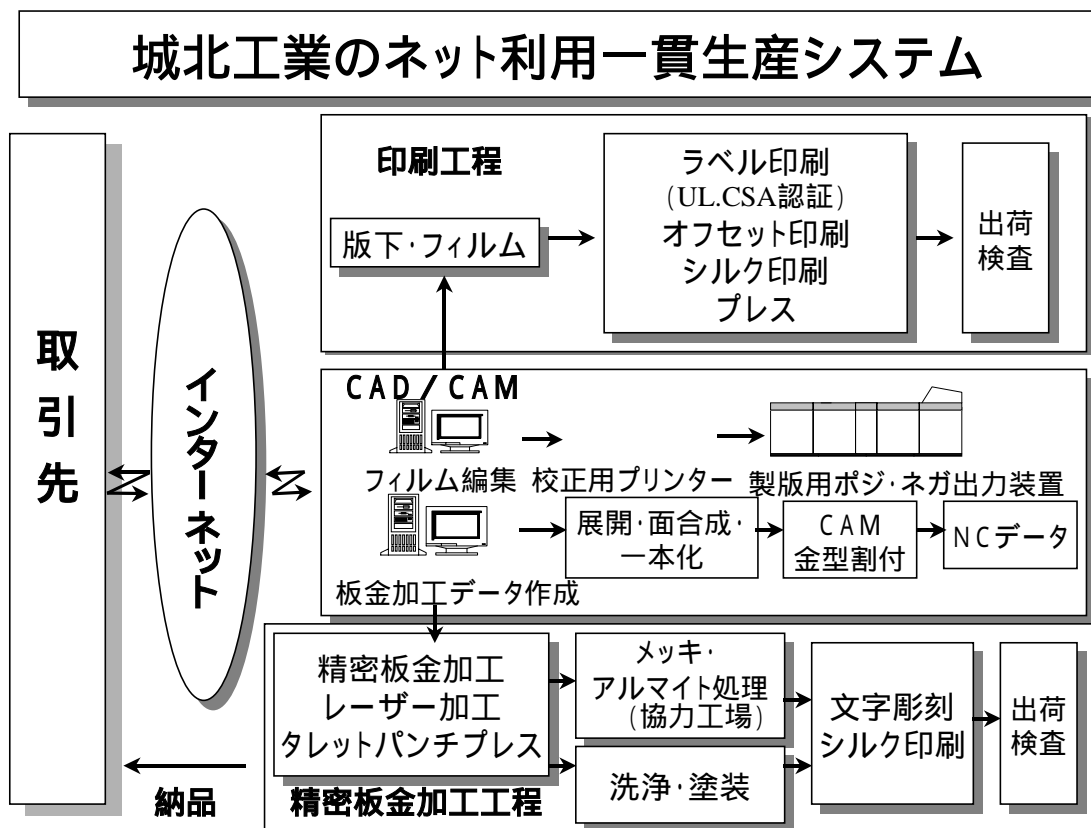 城北工業のネット利用一貫生産システム
取引先
インターネット
印刷工程
版下・フィルム
ラベル印刷
(UL.CSA認証)
オフセット印刷
シルク印刷
プレス
出荷
検査
CAD/CAM
フィルム編集
校正用プリンター
製版用ポジ・ネガ出力装置
板金加工データ作成
展開・面合成・
一本化
CAM
金型割付
NCデータ
精密板金加工
レーザー加工
タレットパンチプレス
メッキ・
アルマイト処理
(協力工場)
洗浄・塗装
文字彫刻
シルク印刷
出荷
検査
納品
精密板金加工工程